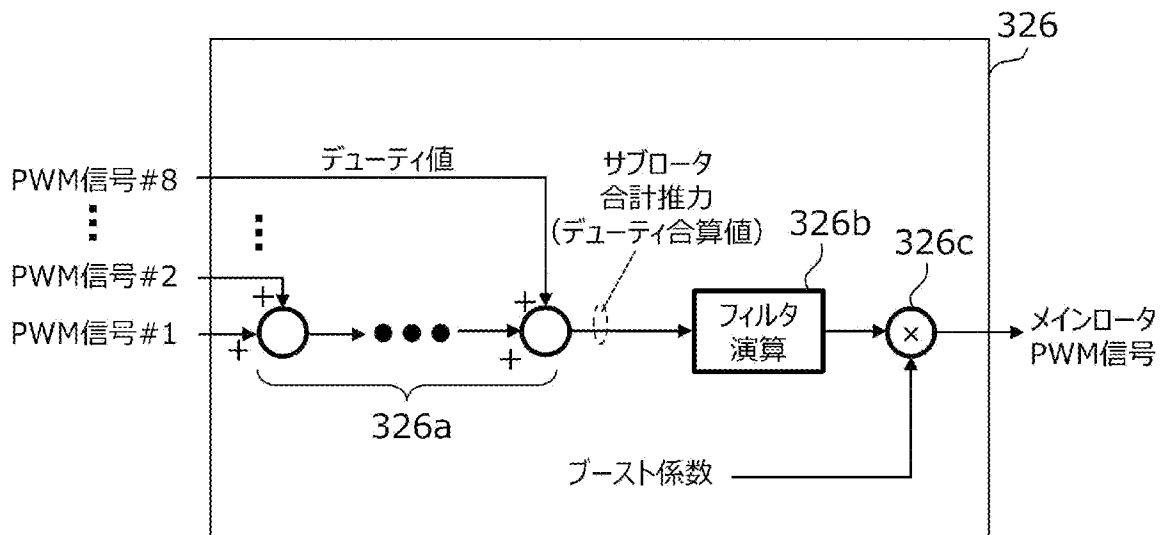 326
デューティ値
PWM信号#8
サブロータ
合計推力
(デューティ合算値)
326b
326c
PWM信号#2
+
+
PWM信号#1
+
+
フィルタ
演算
×
メインロータ
PWM信号
326a
ブースト係数